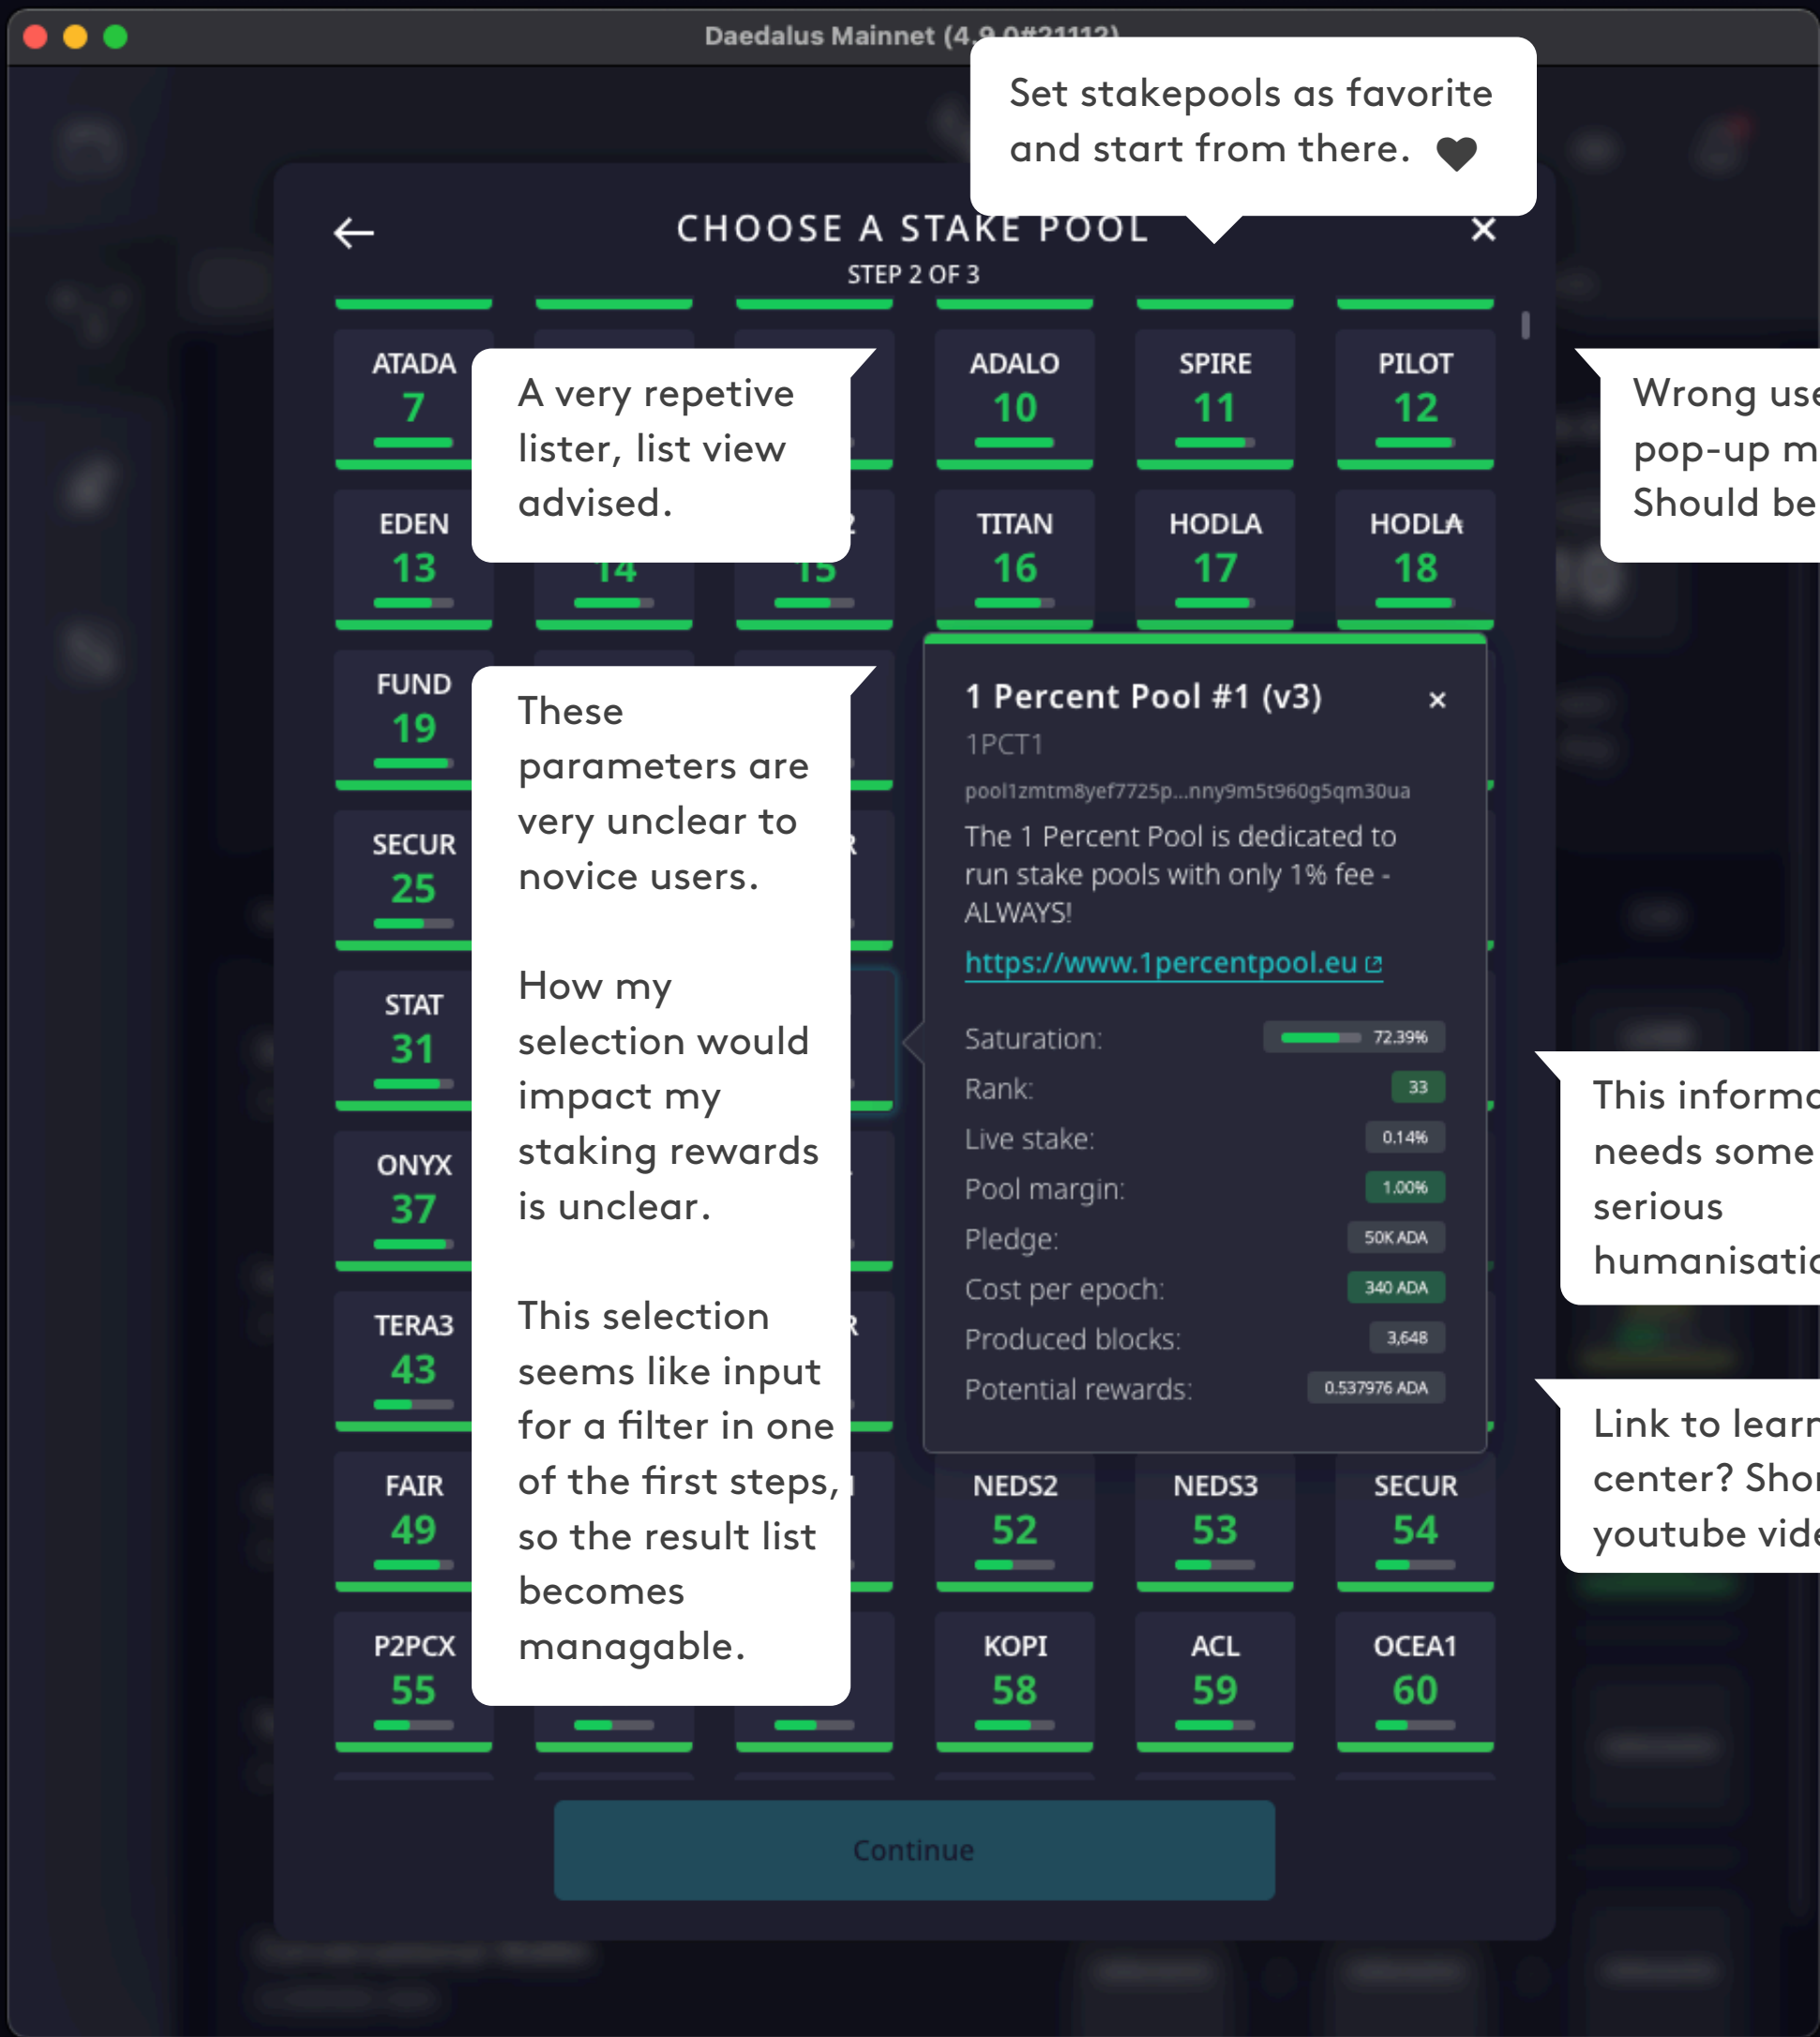 Daedalus Mainnet (4.9.0#21112)
Set stakepools as favorite
and start from there.
CHOOSE A STAKE POOL
STEP 2 OF 3
ATADA
7
ADALO
10
SPIRE
11
PILOT
12
A very repetive
lister, list view
advised.
Wrong use
pop-up m
Should be
EDEN
13
14
15
TITAN
16
HODLA
17
HODL₳
18
FUND
19
SECUR
25
STAT
31
ONYX
37
TERA3
43
FAIR
49
P2PCX
55
These
parameters are
very unclear to
novice users.
How my
selection would
impact my
staking rewards
is unclear.
This selection
seems like input
for a filter in one
of the first steps,
so the result list
becomes
managable.
1 Percent Pool #1 (v3)
1PCT1
pool1zmtm8yef7725p...nny9m5t960g5qm30ua
The 1 Percent Pool is dedicated to
run stake pools with only 1% fee -
ALWAYS!
https://www.1percentpool.eu
Saturation: 72.39%
Rank: 33
Live stake: 0.14%
Pool margin: 1.00%
Pledge: 50K ADA
Cost per epoch: 340 ADA
Produced blocks: 3,648
Potential rewards: 0.537976 ADA
This informa
needs some
serious
humanisatio
Link to learn
center? Shor
youtube vide
NEDS2
52
NEDS3
53
SECUR
54
KOPI
58
ACL
59
OCEA1
60
Continue